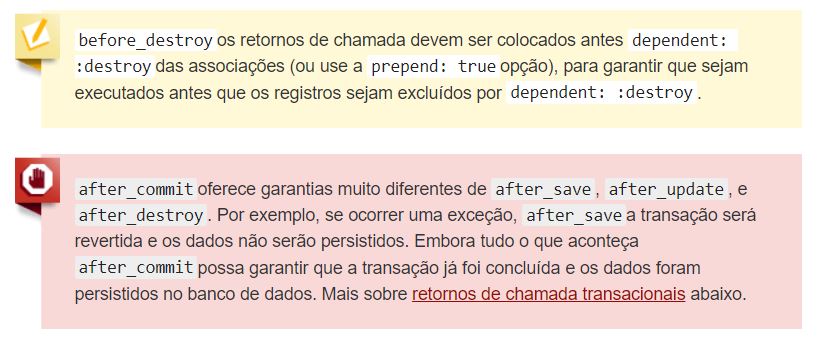 before_destroy os retornos de chamada devem ser colocados antes dependent:
:destroy das associações (ou use a prepend: true opção), para garantir que sejam
executados antes que os registros sejam excluídos por dependent: :destroy.
after_commit oferece garantias muito diferentes de after_save, after_update, e
after_destroy. Por exemplo, se ocorrer uma exceção, after_save a transação será
revertida e os dados não serão persistidos. Embora tudo o que aconteça
after_commit possa garantir que a transação já foi concluída e os dados foram
persistidos no banco de dados. Mais sobre retornos de chamada transacionais abaixo.